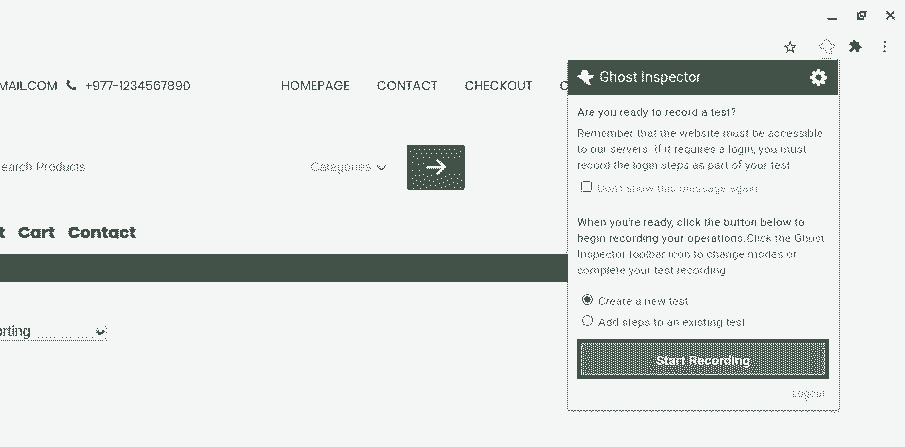 MAIL.COM +977-1234567890 HOMEPAGE CONTACT CHECKOUT C
Ghost Inspector
Are you ready to record a test?
Remember that the website must be accessible
to our servers. If it requires a login, you must
record the login steps as part of your test.
Don't show this message again
earch Products Categories
When you're ready, click the button below to
begin recording your operations.Click the Ghost
Inspector toolbar icon to change modes or
complete your test recording.
t Cart Contact
Create a new test
Add steps to an existing test
rting
Start Recording
Logout